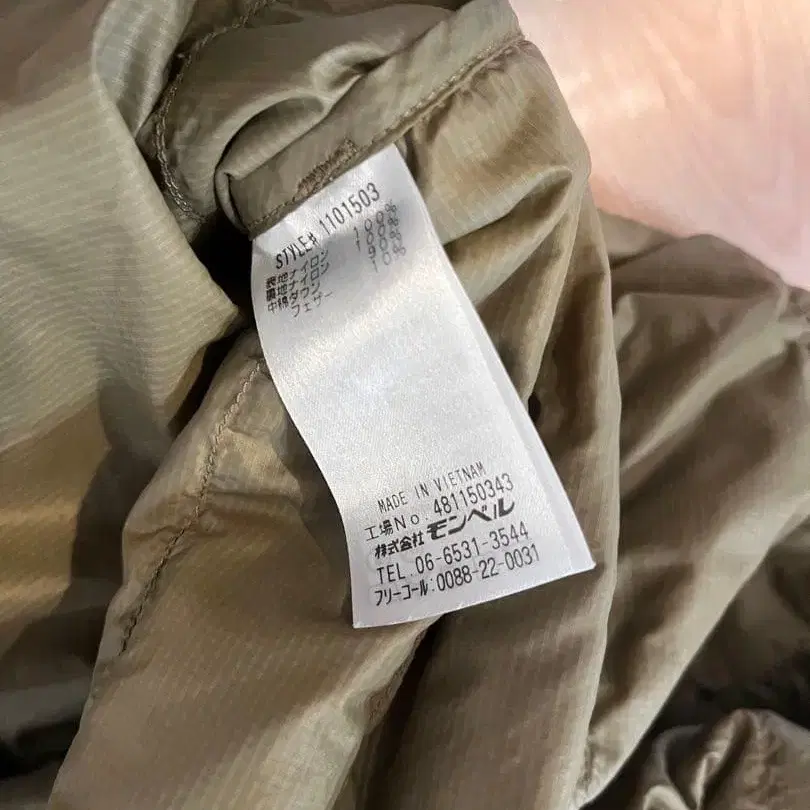 STYLE# 1101503
表地 ナイロン 100%
裏地 ナイロン 100%
中綿 ダウン 90%
フェザー 10%
MADE IN VIETNAM
工場No. 481150343
株式会社 モンベル
TEL. 06-6531-3544
フリーコール:0088-22-0031